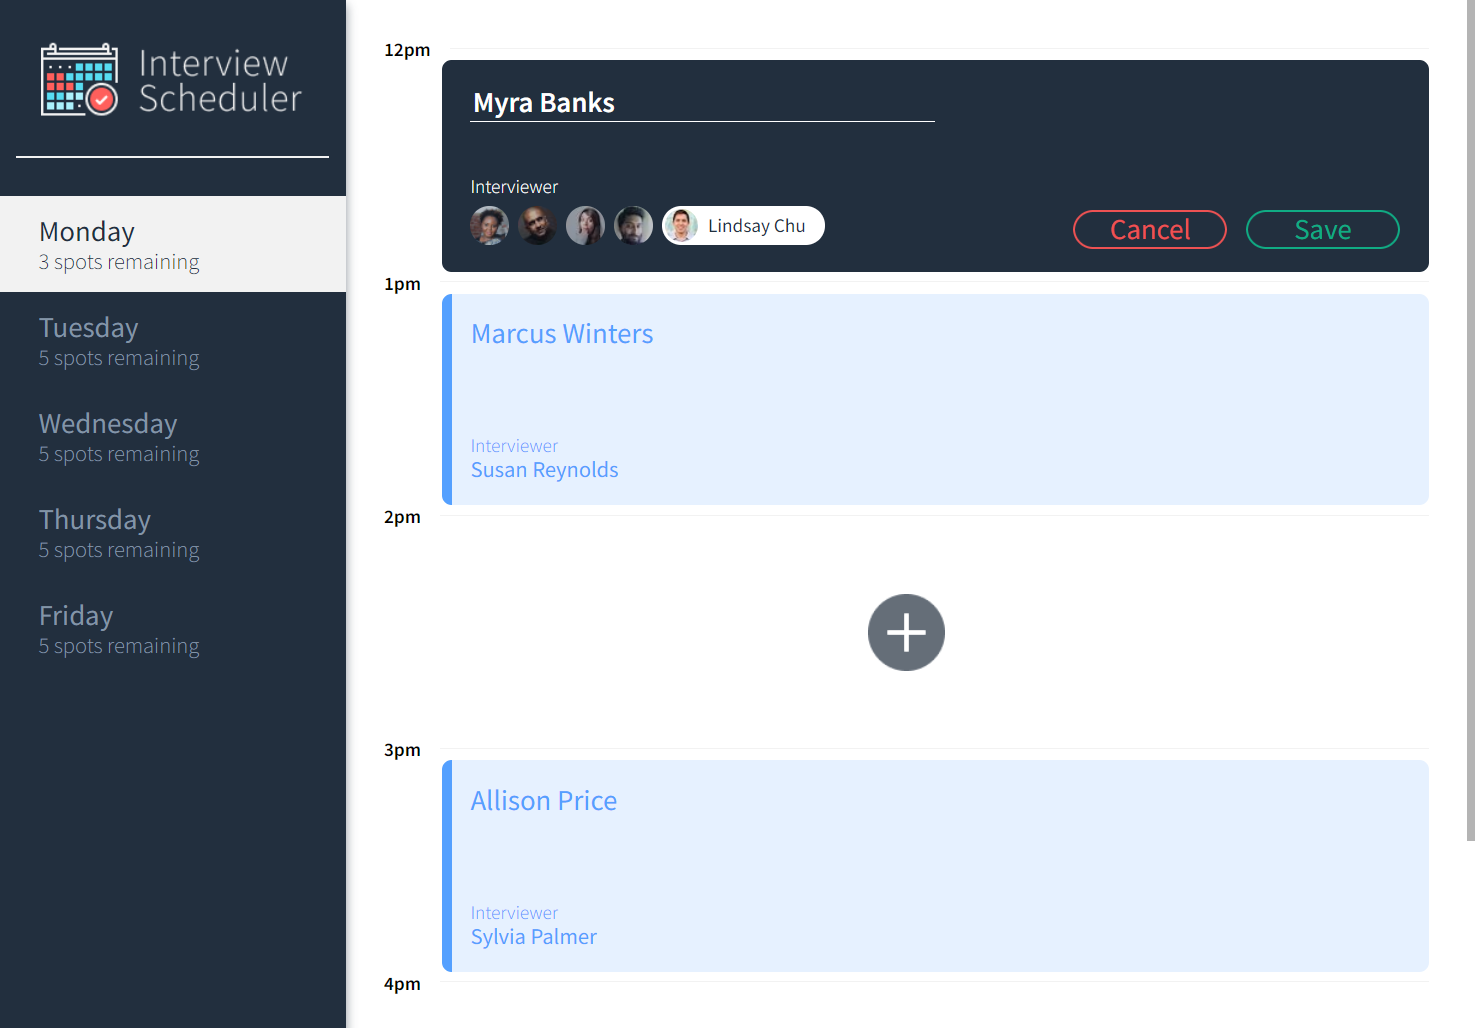 Interview
Scheduler
Monday
3 spots remaining
Tuesday
5 spots remaining
Wednesday
5 spots remaining
Thursday
5 spots remaining
Friday
5 spots remaining
12pm
Myra Banks
Interviewer
Lindsay Chu
Cancel
Save
1pm
Marcus Winters
Interviewer
Susan Reynolds
2pm
3pm
Allison Price
Interviewer
Sylvia Palmer
4pm